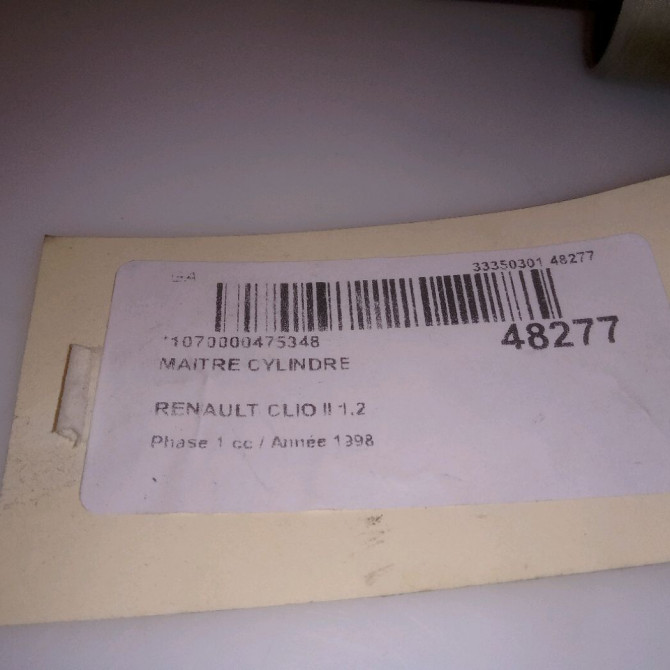 33350301 48277
*1070000475348
48277
MAITRE CYLINDRE
RENAULT CLIO II 1.2
Phase 1 cc / Année 1998